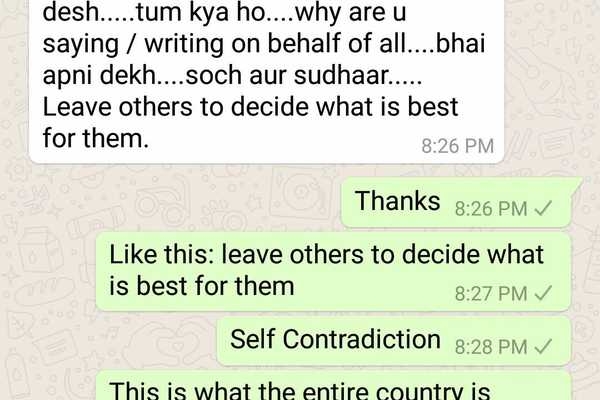 desh.....tum kya ho....why are u
saying / writing on behalf of all....bhai
apni dekh....soch aur sudhaar.....
Leave others to decide what is best
for them.
8:26 PM
Thanks 8:26 PM
Like this: leave others to decide what
is best for them 8:27 PM
Self Contradiction 8:28 PM
This is what the entire country is